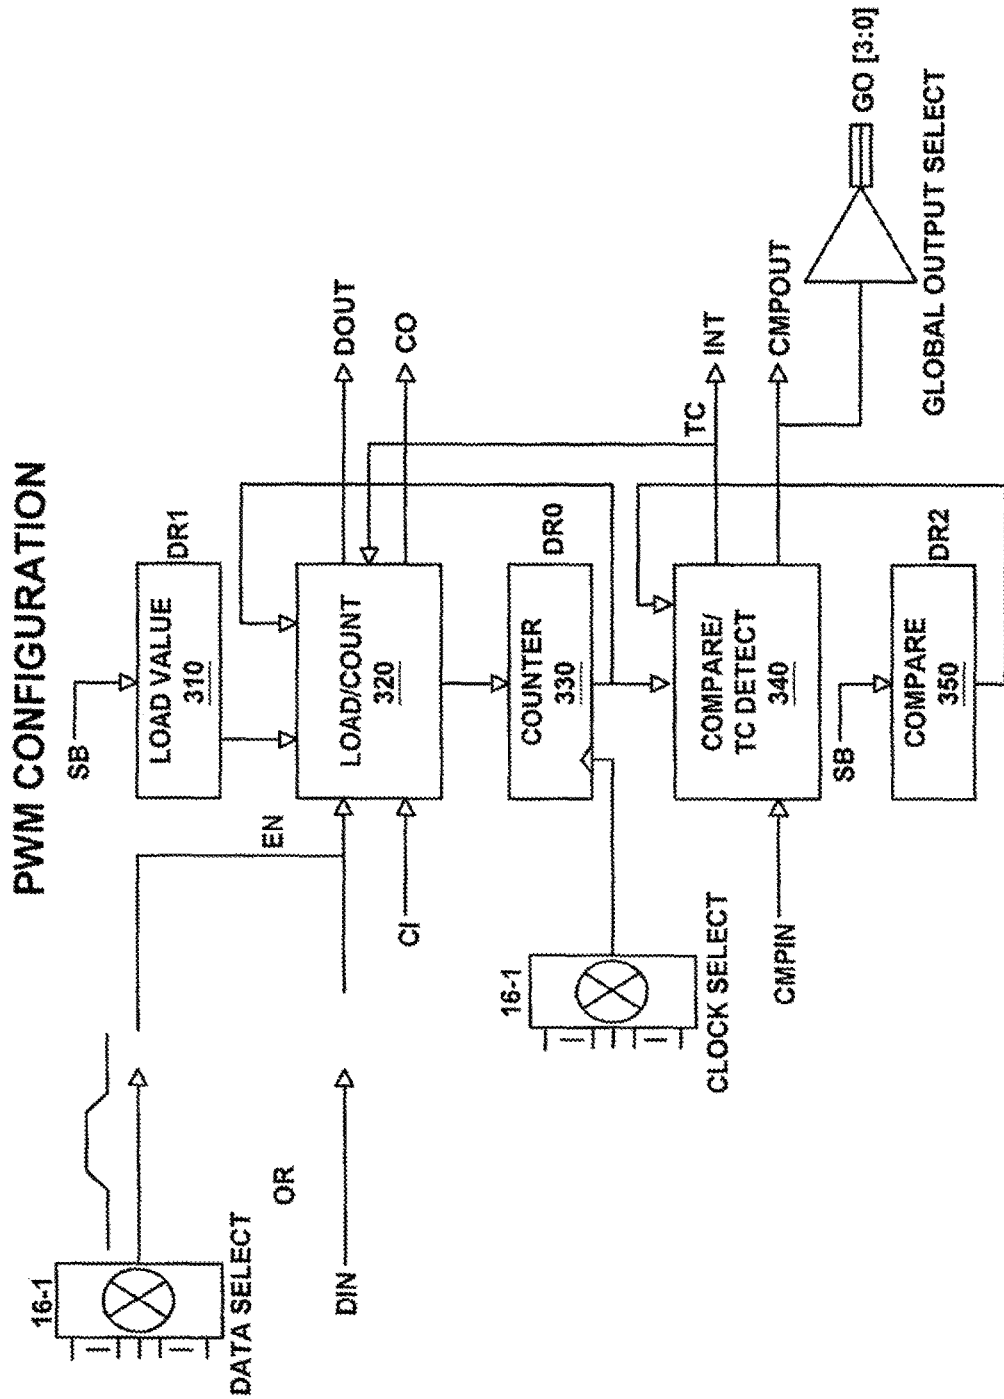 PWM CONFIGURATION
16-1
DATA SELECT
OR
DIN
EN
CI
SB
LOAD VALUE
310
DR1
LOAD/COUNT
320
DOUT
CO
16-1
CLOCK SELECT
COUNTER
330
DR0
CMPIN
COMPARE/
TC DETECT
340
TC
INT
CMPOUT
SB
COMPARE
350
DR2
GO [3:0]
GLOBAL OUTPUT SELECT